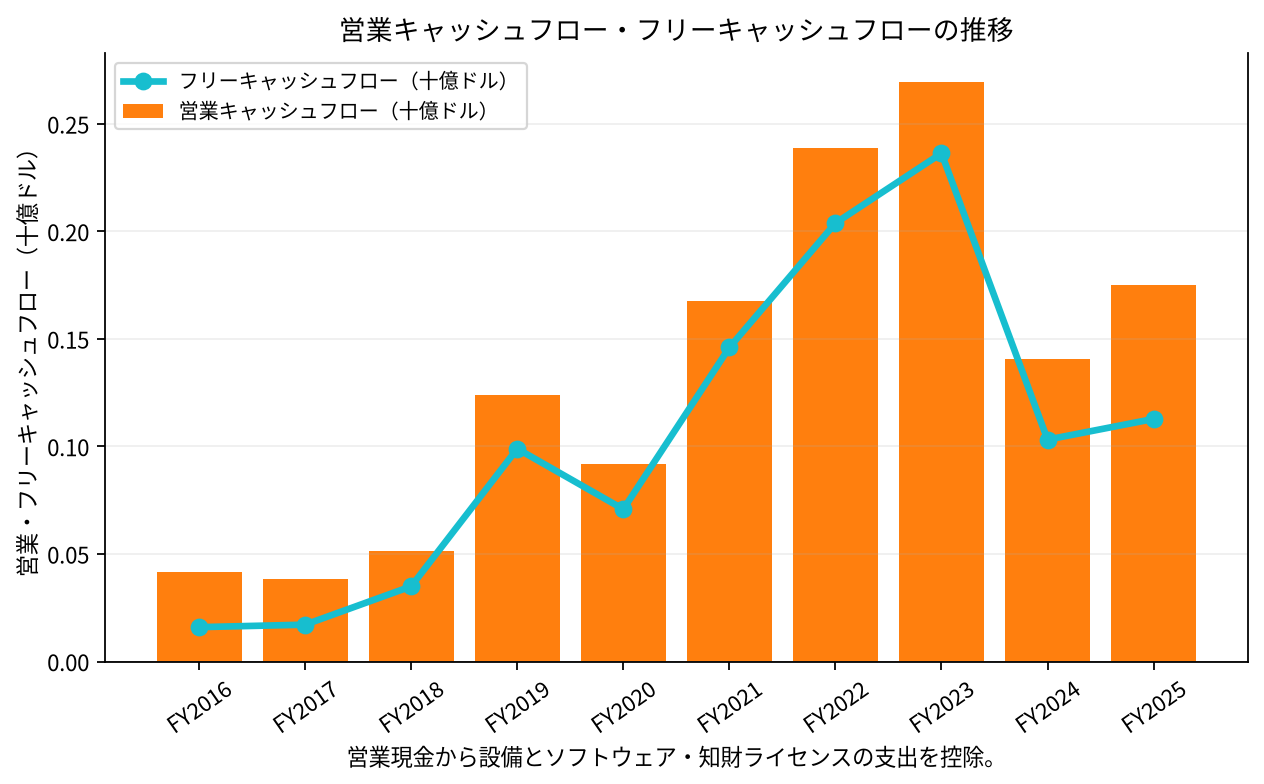 営業キャッシュフロー・フリーキャッシュフローの推移
フリーキャッシュフロー（十億ドル）
営業キャッシュフロー（十億ドル）
営業・フリーキャッシュフロー（十億ドル）
0.25
0.20
0.15
0.10
0.05
0.00
FY2016
FY2017
FY2018
FY2019
FY2020
FY2021
FY2022
FY2023
FY2024
FY2025
営業現金から設備とソフトウェア・知財ライセンスの支出を控除。